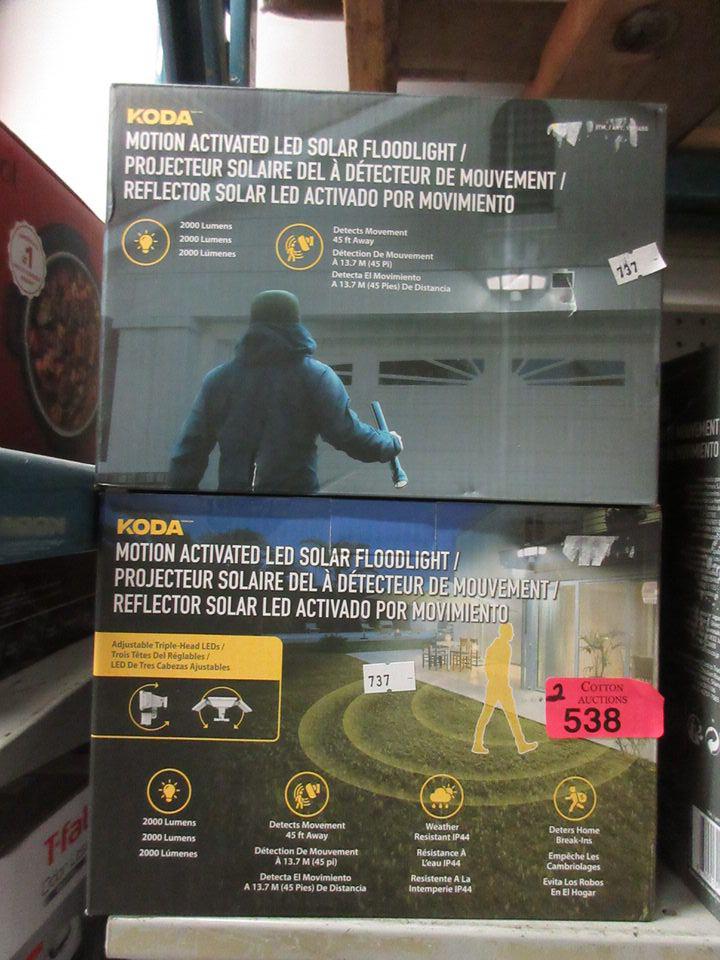 KODA
MOTION ACTIVATED LED SOLAR FLOODLIGHT /
PROJECTEUR SOLAIRE DEL À DÉTECTEUR DE MOUVEMENT /
REFLECTOR SOLAR LED ACTIVADO POR MOVIMIENTO
2000 Lumens
2000 Lumens
2000 Lúmenes
Detects Movement
45 ft Away
Détection De Mouvement
À 13.7 M (45 Pi)
Detecta El Movimiento
A 13.7 M (45 Pies) De Distancia
737 -
#1
KODA
MOTION ACTIVATED LED SOLAR FLOODLIGHT /
PROJECTEUR SOLAIRE DEL À DÉTECTEUR DE MOUVEMENT /
REFLECTOR SOLAR LED ACTIVADO POR MOVIMIENTO
Adjustable Triple-Head LEDs /
Trois Têtes Del Réglables /
LED De Tres Cabezas Ajustables
737 -
2 COTTON
AUCTIONS
538
2000 Lumens
2000 Lumens
2000 Lúmenes
Detects Movement
45 ft Away
Détection De Mouvement
À 13.7 M (45 pi)
Detecta El Movimiento
A 13.7 M (45 Pies) De Distancia
Weather
Resistant IP44
Résistance À
L'eau IP44
Resistente A La
Intemperie IP44
Deters Home
Break-Ins
Empêche Les
Cambriolages
Evita Los Robos
En El Hogar
T-fal